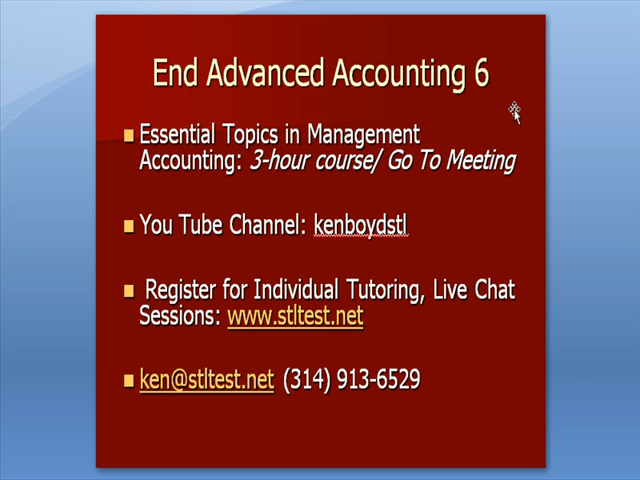 End Advanced Accounting 6
Essential Topics in Management
Accounting: 3-hour course/ Go To Meeting
You Tube Channel: kenboydstl
Register for Individual Tutoring, Live Chat
Sessions: www.stltest.net
ken@stltest.net (314) 913-6529